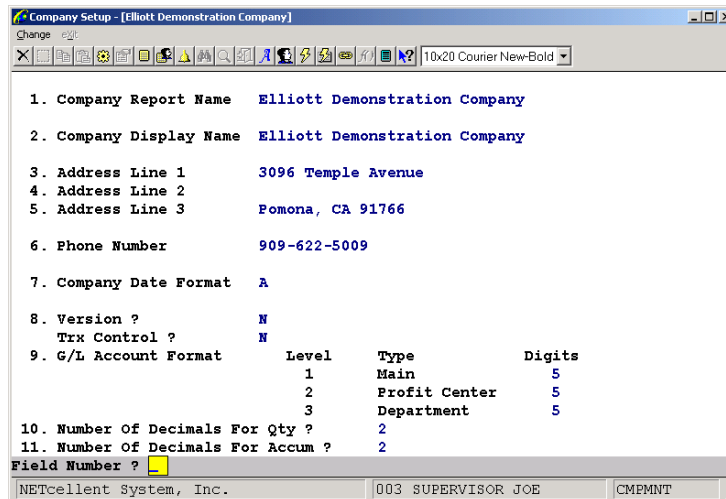 Company Setup - [Elliott Demonstration Company]
Change eXit
10x20 Courier New-Bold
1. Company Report Name Elliott Demonstration Company
2. Company Display Name Elliott Demonstration Company
3. Address Line 1 3096 Temple Avenue
4. Address Line 2
5. Address Line 3 Pomona, CA 91766
6. Phone Number 909-622-5009
7. Company Date Format A
8. Version ? N
Trx Control ? N
9. G/L Account Format Level Type Digits
1 Main 5
2 Profit Center 5
3 Department 5
10. Number Of Decimals For Qty ? 2
11. Number Of Decimals For Accum ? 2
Field Number ? _
NETcellent System, Inc. 003 SUPERVISOR JOE CMPMNT